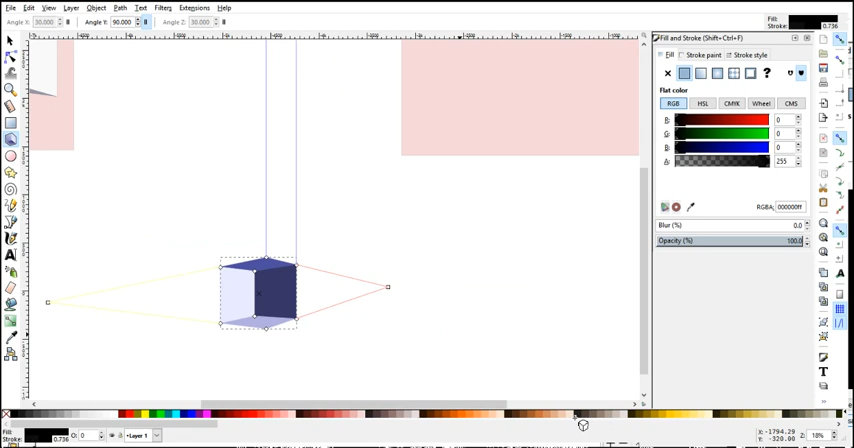 File Edit View Layer Object Path Text Filters Extensions Help
Angle X: 30.000 Angle Y: 90.000 Angle Z: 30.000
Fill:
Stroke: 0.736
Fill and Stroke (Shift+Ctrl+F)
Fill Stroke paint Stroke style
?
Flat color
RGB HSL CMYK Wheel CMS
R: 0
G: 0
B: 0
A: 255
RGBA: 000000ff
Blur (%) 0.0
Opacity (%) 100.0
Fill:
Stroke: 0.736
O: 0
•Layer 1
X: -1794.29
Y: -320.00
Z: 18%